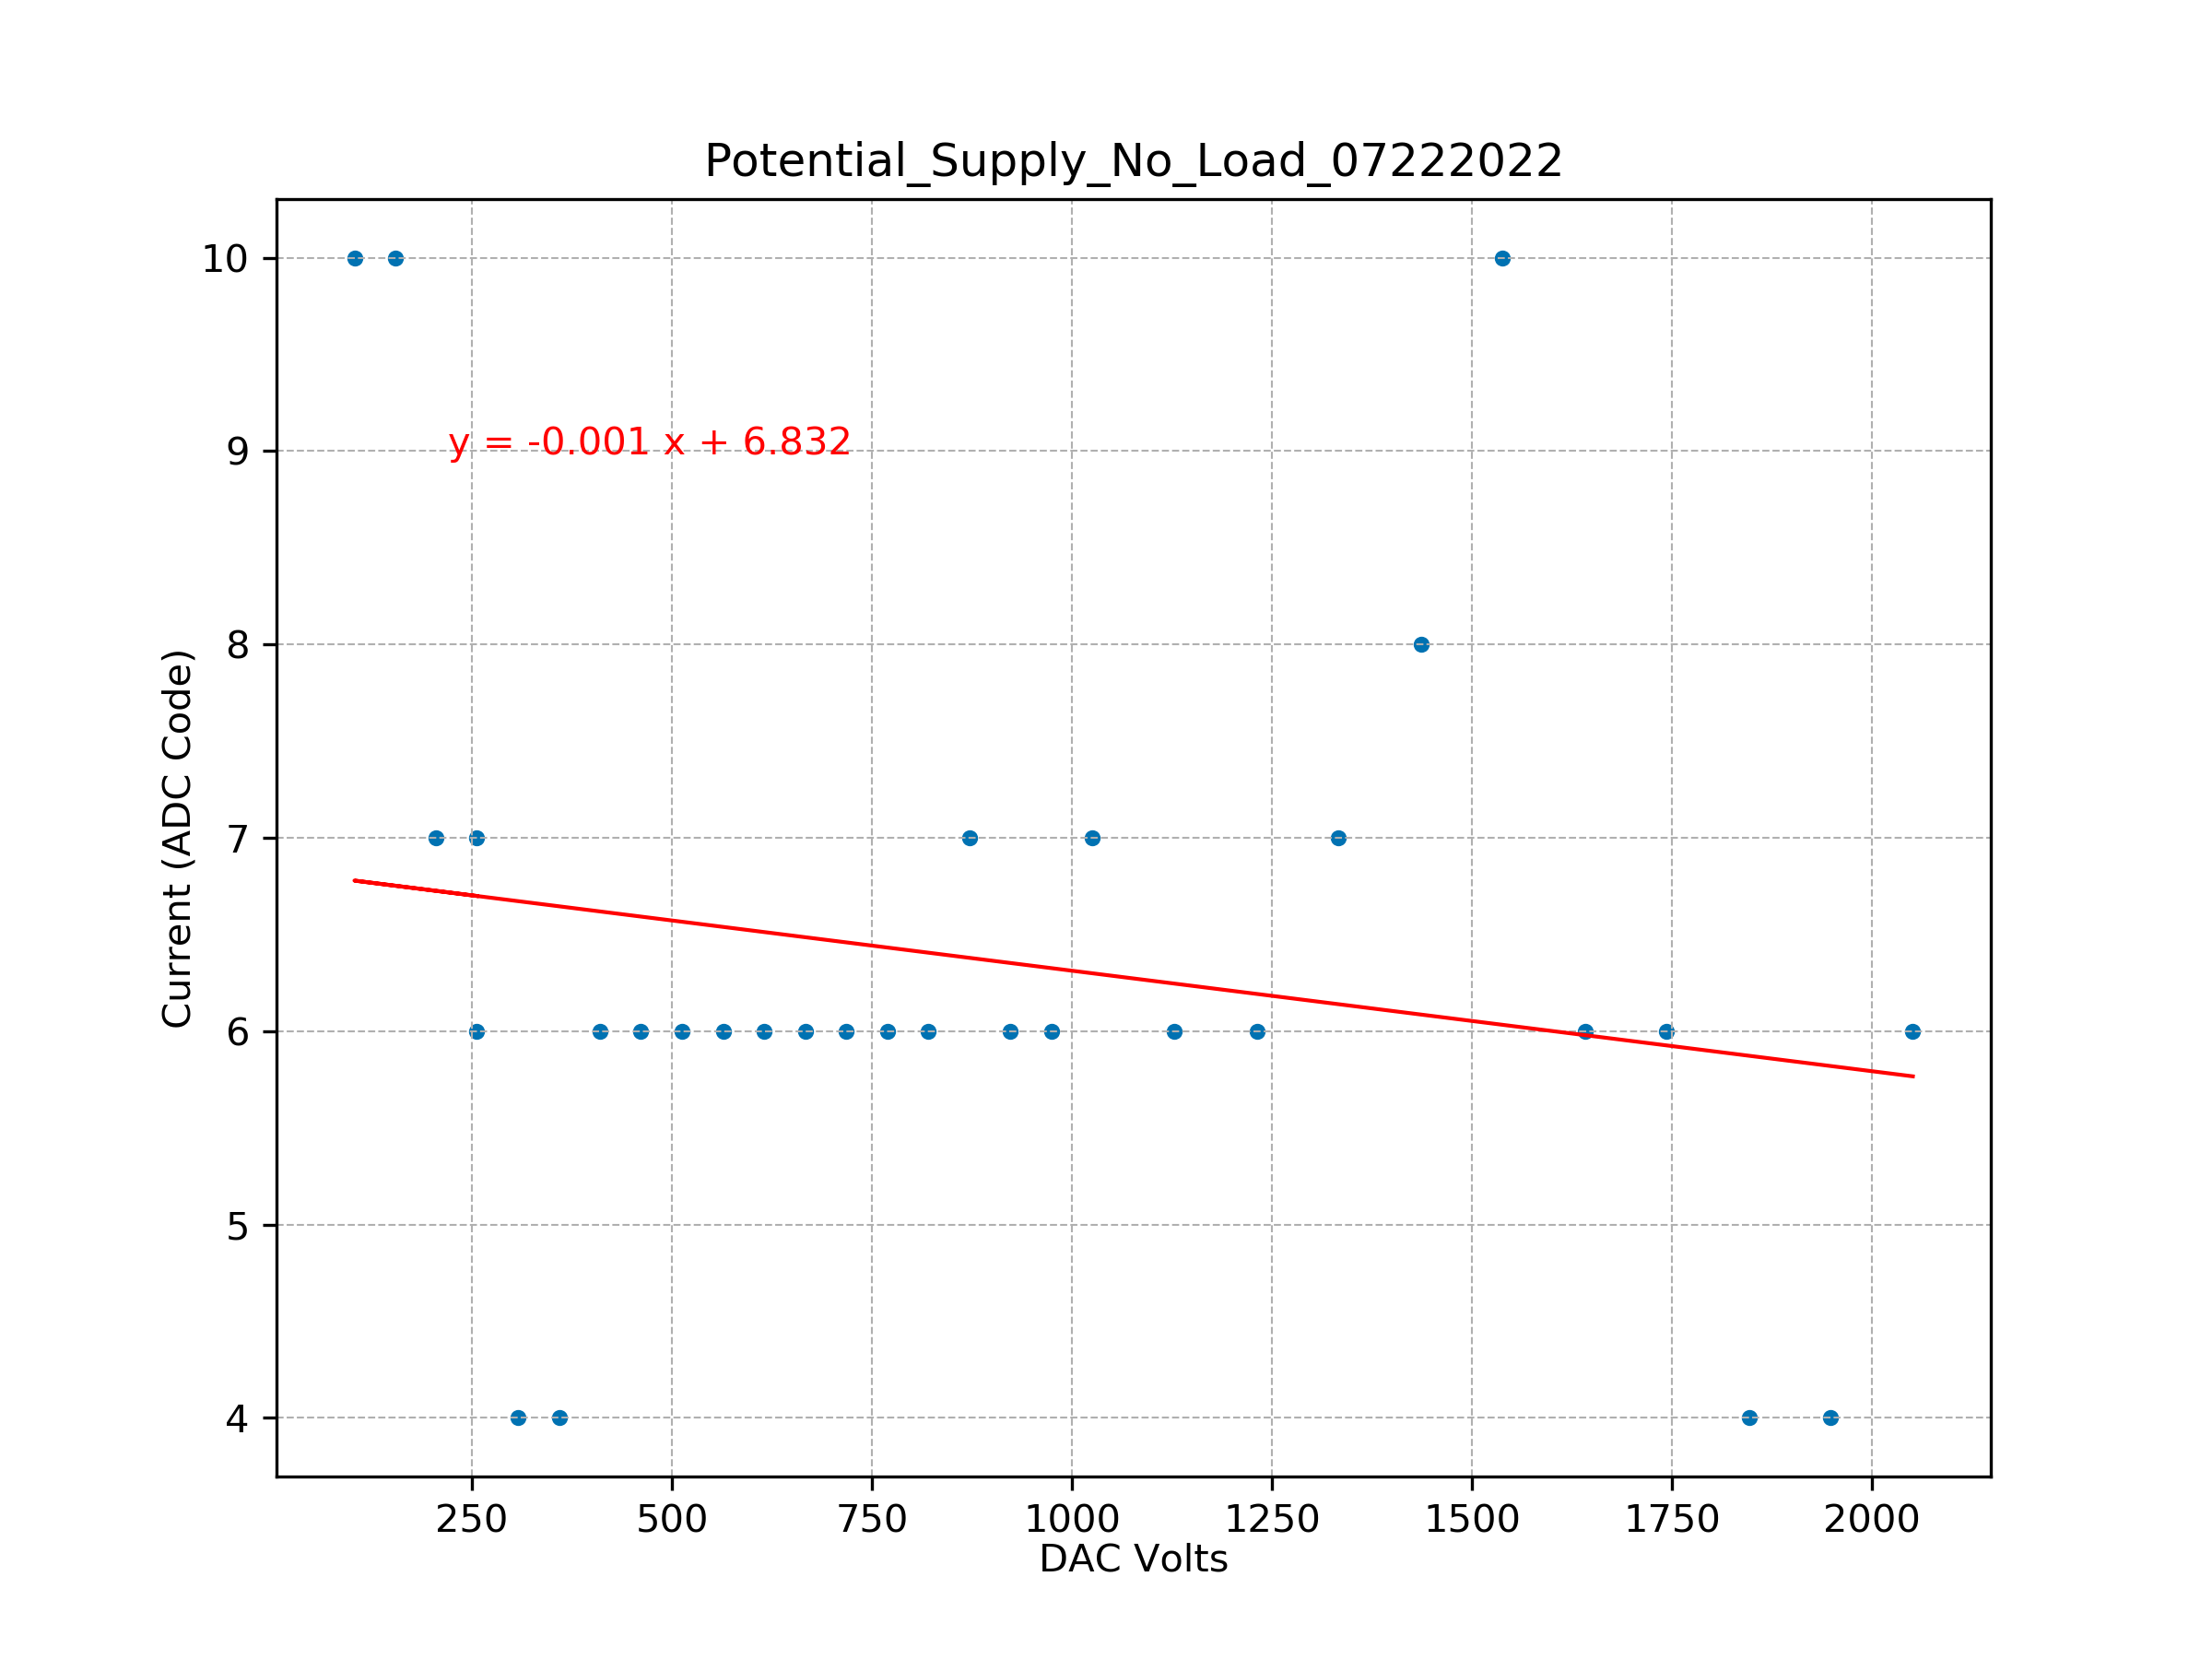 Potential_Supply_No_Load_07222022
10
9
8
7
6
5
4
Current (ADC Code)
y = -0.001 x + 6.832
250 500 750 1000 1250 1500 1750 2000
DAC Volts